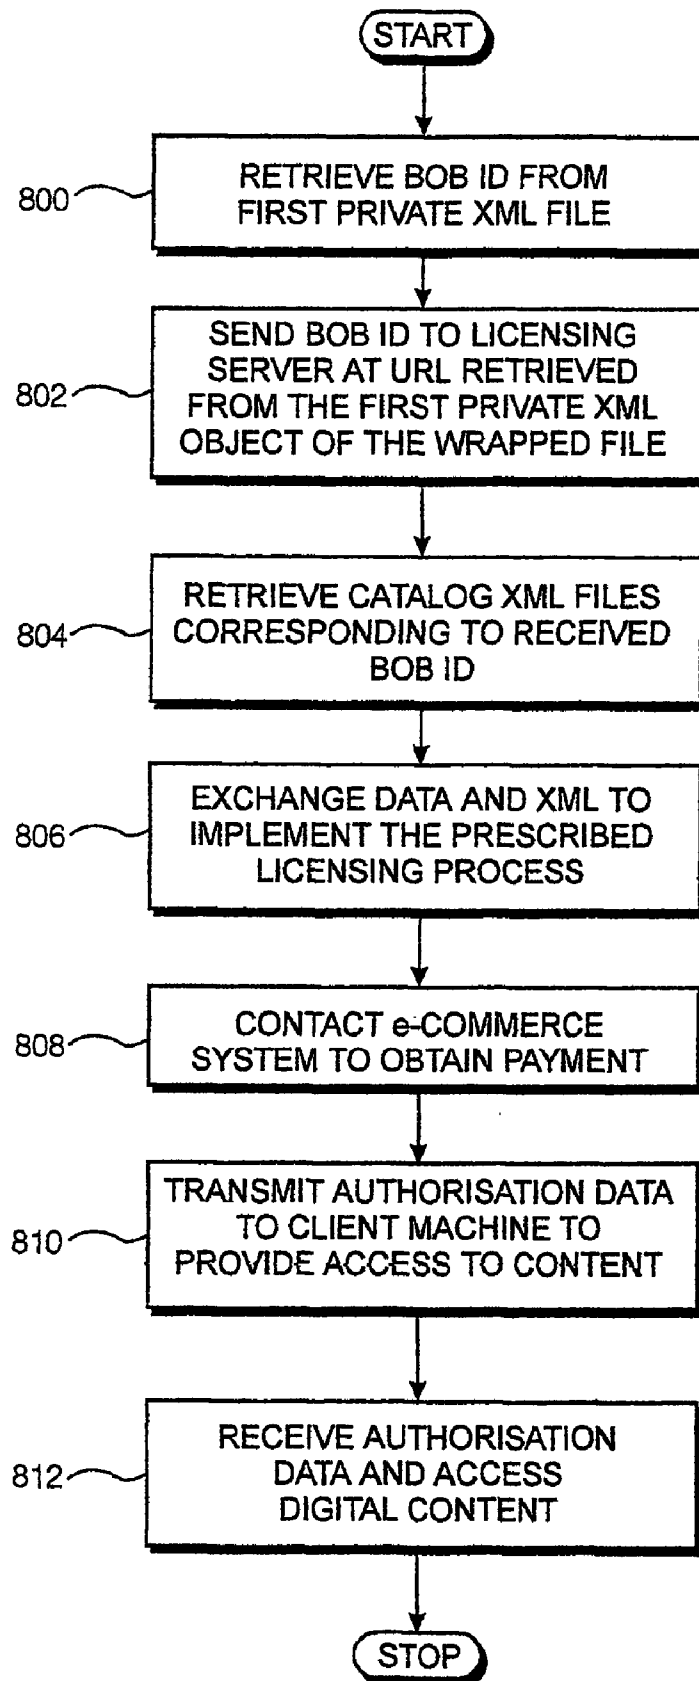 START
800
RETRIEVE BOB ID FROM
FIRST PRIVATE XML FILE
802
SEND BOB ID TO LICENSING
SERVER AT URL RETRIEVED
FROM THE FIRST PRIVATE XML
OBJECT OF THE WRAPPED FILE
804
RETRIEVE CATALOG XML FILES
CORRESPONDING TO RECEIVED
BOB ID
806
EXCHANGE DATA AND XML TO
IMPLEMENT THE PRESCRIBED
LICENSING PROCESS
808
CONTACT e-COMMERCE
SYSTEM TO OBTAIN PAYMENT
810
TRANSMIT AUTHORISATION DATA
TO CLIENT MACHINE TO
PROVIDE ACCESS TO CONTENT
812
RECEIVE AUTHORISATION
DATA AND ACCESS
DIGITAL CONTENT
STOP